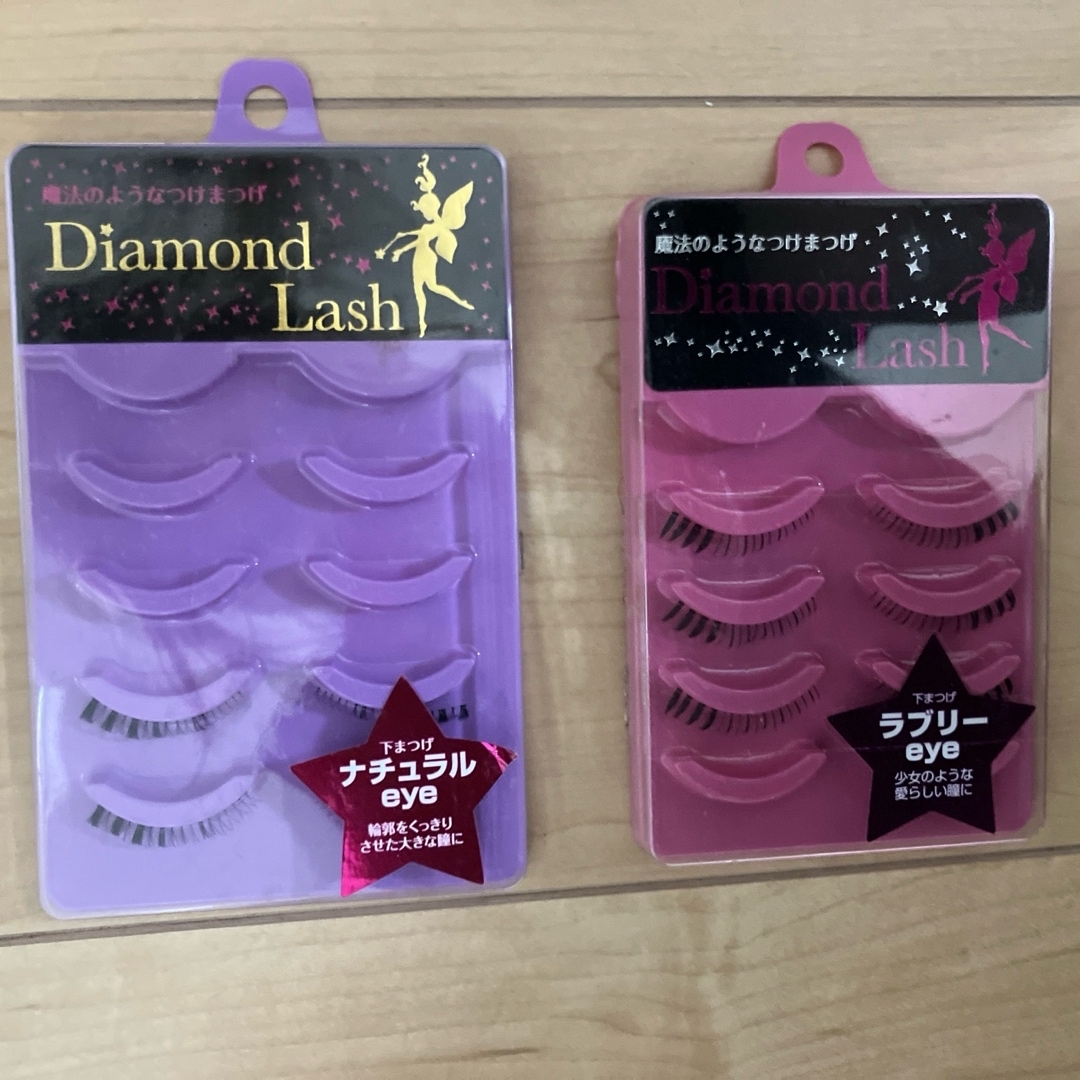 魔法のようなつけまつげ
Diamond
Lash
下まつげ
ナチュラル
eye
輪郭をくっきり
させた大きな瞳に
魔法のようなつけまつげ
Diamond
Lash
下まつげ
ラブリー
eye
少女のような
愛らしい瞳に